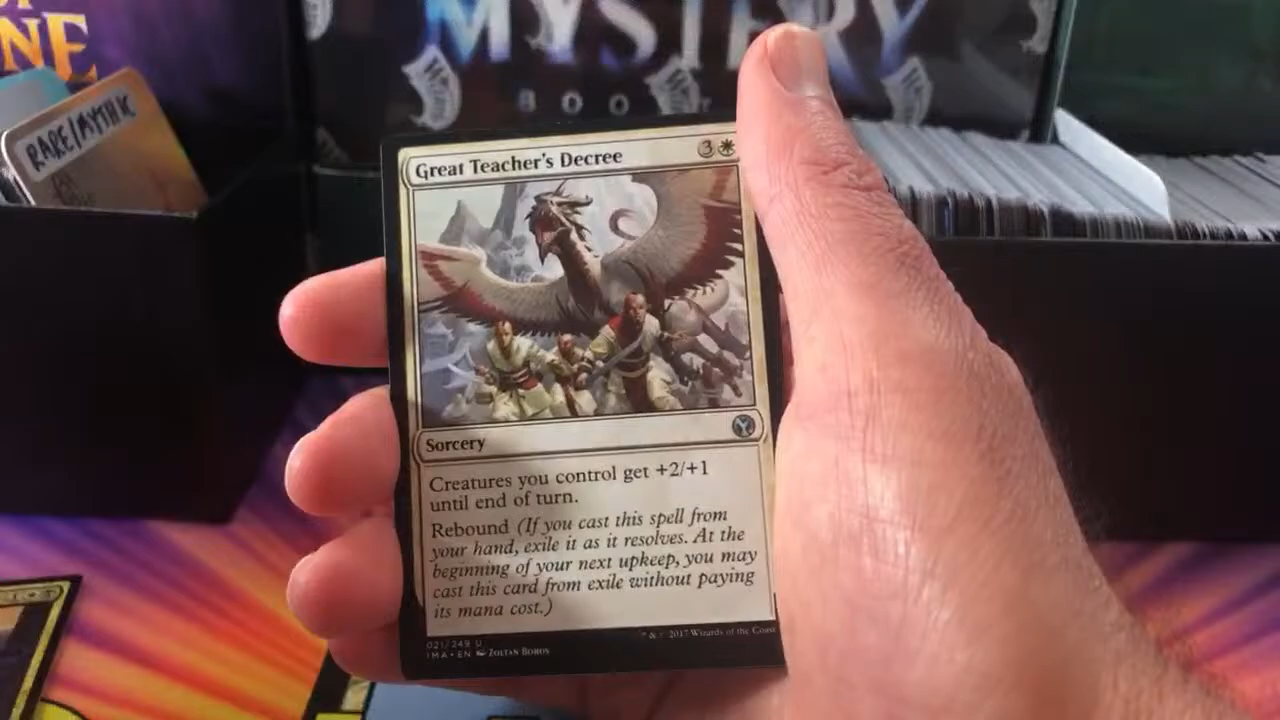 NE
MYSTERY
BOO
RARE/MYTHIC
Great Teacher's Decree
3
Sorcery
Creatures you control get +2/+1
until end of turn.
Rebound (If you cast this spell from
your hand, exile it as it resolves. At the
beginning of your next upkeep, you may
cast this card from exile without paying
its mana cost.)
021/249 U
IMA • EN ZOLTAN BOROS
™ & © 2017 Wizards of the Coast